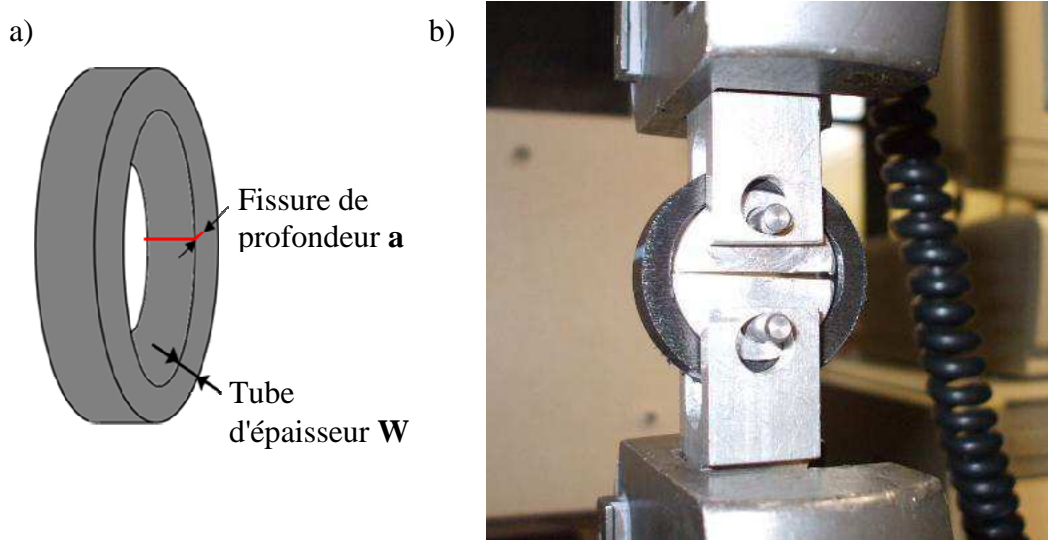 a)
b)
Fissure de
profondeur a
Tube
d'épaisseur W